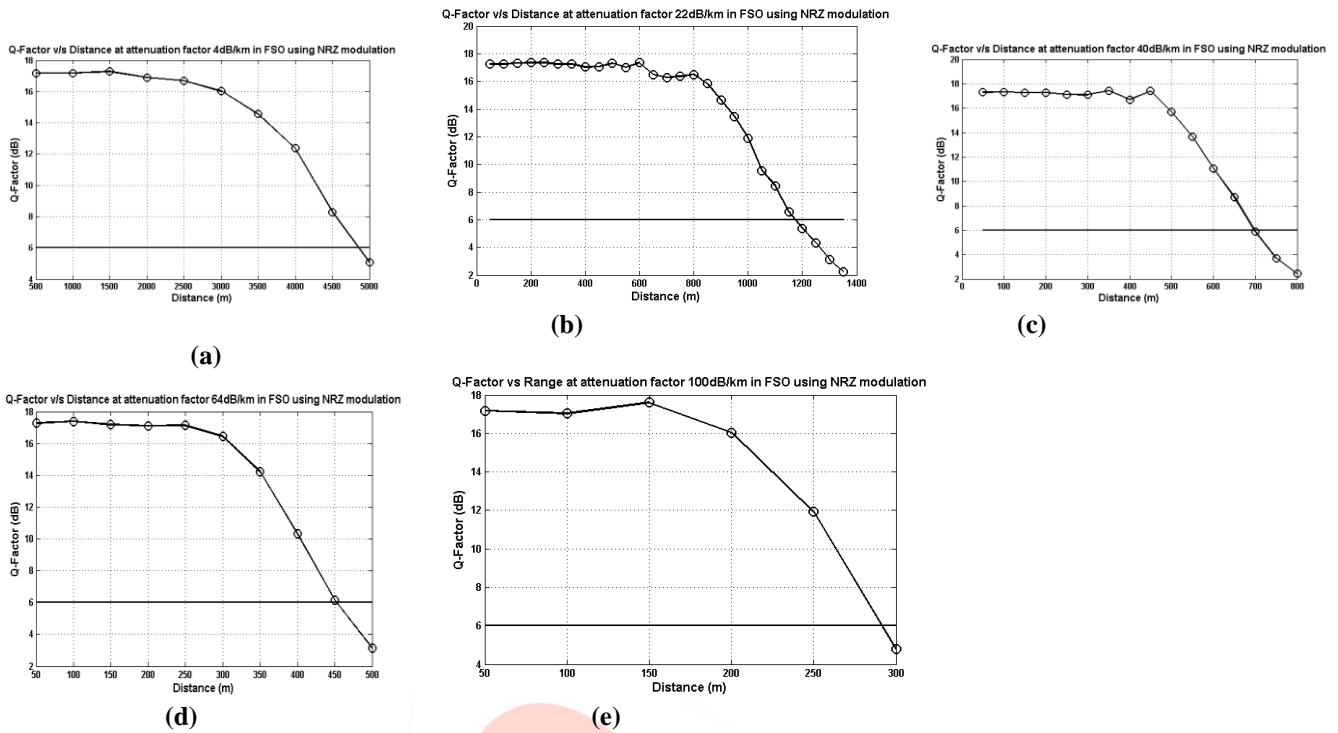 Q-Factor v/s Distance at attenuation factor 4dB/km in FSO using NRZ modulation
18
16
14
12
10
8
6
4
Q-Factor (dB)
500 1000 1500 2000 2500 3000 3500 4000 4500 5000
Distance (m)
(a)
Q-Factor v/s Distance at attenuation factor 22dB/km in FSO using NRZ modulation
20
18
16
14
12
10
8
6
4
2
Q-Factor (dB)
0 200 400 600 800 1000 1200 1400
Distance (m)
(b)
Q-Factor v/s Distance at attenuation factor 40dB/km in FSO using NRZ modulation
20
18
16
14
12
10
8
6
4
2
Q-Factor (dB)
0 100 200 300 400 500 600 700 800
Distance (m)
(c)
Q-Factor v/s Distance at attenuation factor 64dB/km in FSO using NRZ modulation
18
16
14
12
10
8
6
4
2
Q-Factor (dB)
50 100 150 200 250 300 350 400 450 500
Distance (m)
(d)
Q-Factor vs Range at attenuation factor 100dB/km in FSO using NRZ modulation
18
16
14
12
10
8
6
4
Q-Factor (dB)
50 100 150 200 250 300
Distance (m)
(e)